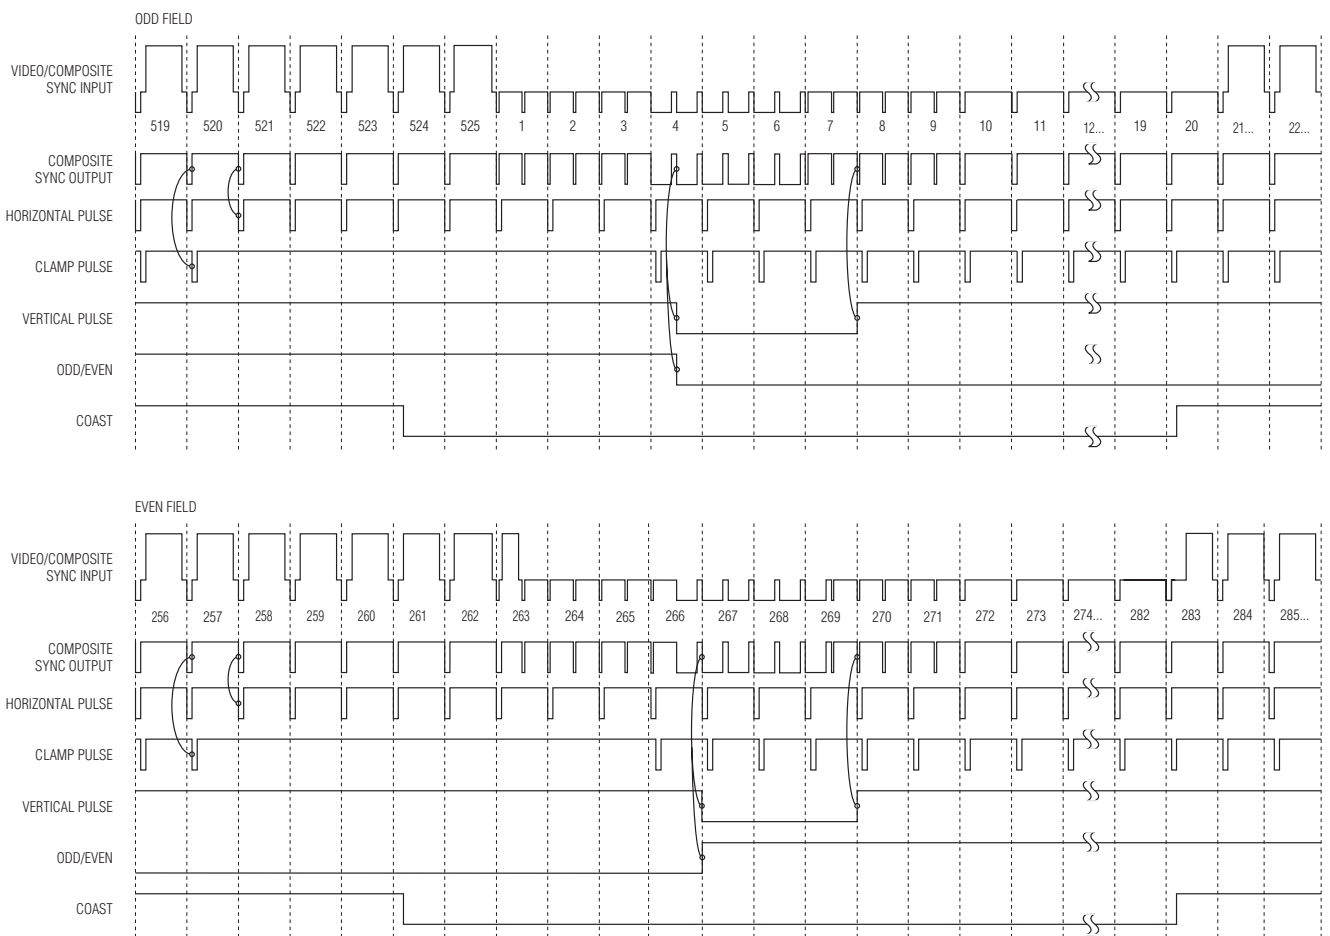 ODD FIELD
VIDEO/COMPOSITE
SYNC INPUT
519 520 521 522 523 524 525 1 2 3 4 5 6 7 8 9 10 11 12... 19 20 21... 22...
COMPOSITE
SYNC OUTPUT
HORIZONTAL PULSE
CLAMP PULSE
VERTICAL PULSE
ODD/EVEN
COAST
EVEN FIELD
VIDEO/COMPOSITE
SYNC INPUT
256 257 258 259 260 261 262 263 264 265 266 267 268 269 270 271 272 273 274... 282 283 284 285...
COMPOSITE
SYNC OUTPUT
HORIZONTAL PULSE
CLAMP PULSE
VERTICAL PULSE
ODD/EVEN
COAST